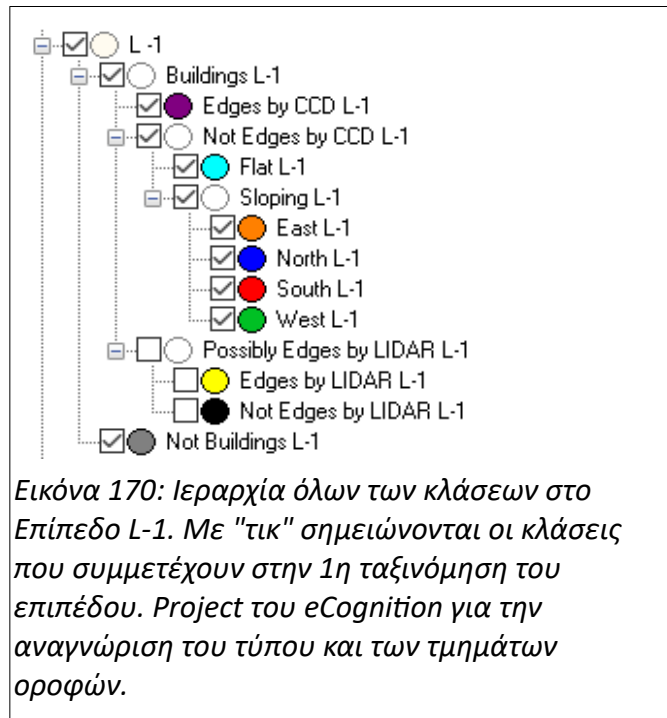 L -1
Buildings L-1
Edges by CCD L-1
Not Edges by CCD L-1
Flat L-1
Sloping L-1
East L-1
North L-1
South L-1
West L-1
Possibly Edges by LIDAR L-1
Edges by LIDAR L-1
Not Edges by LIDAR L-1
Not Buildings L-1
Εικόνα 170: Ιεραρχία όλων των κλάσεων στο
Επίπεδο L-1. Με "τικ" σημειώνονται οι κλάσεις
που συμμετέχουν στην 1η ταξινόμηση του
επιπέδου. Project του eCognition για την
αναγνώριση του τύπου και των τμημάτων
οροφών.